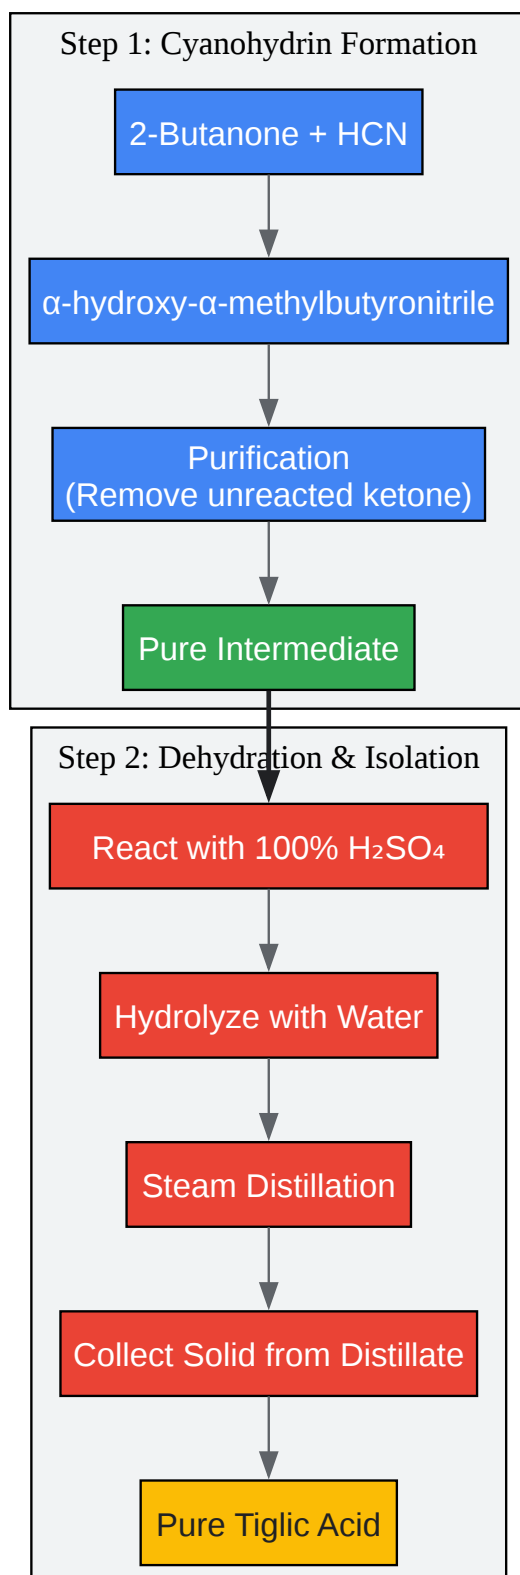 Step 1: Cyanohydrin Formation
2-Butanone + HCN
α-hydroxy-α-methylbutyronitrile
Purification
(Remove unreacted ketone)
Pure Intermediate
Step 2: Dehydration & Isolation
React with 100% H₂SO₄
Hydrolyze with Water
Steam Distillation
Collect Solid from Distillate
Pure Tiglic Acid